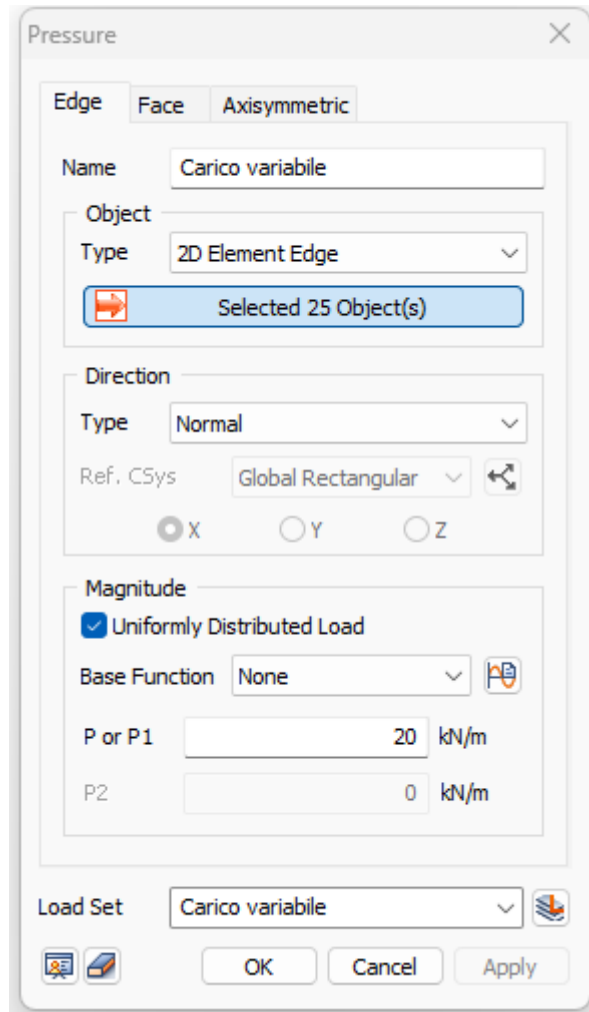 Pressure
Edge Face Axisymmetric
Name Carico variabile
Object
Type 2D Element Edge
Selected 25 Object(s)
Direction
Type Normal
Ref. CSys Global Rectangular
X Y Z
Magnitude
Uniformly Distributed Load
Base Function None
P or P1 20 kN/m
P2 0 kN/m
Load Set Carico variabile
OK Cancel Apply